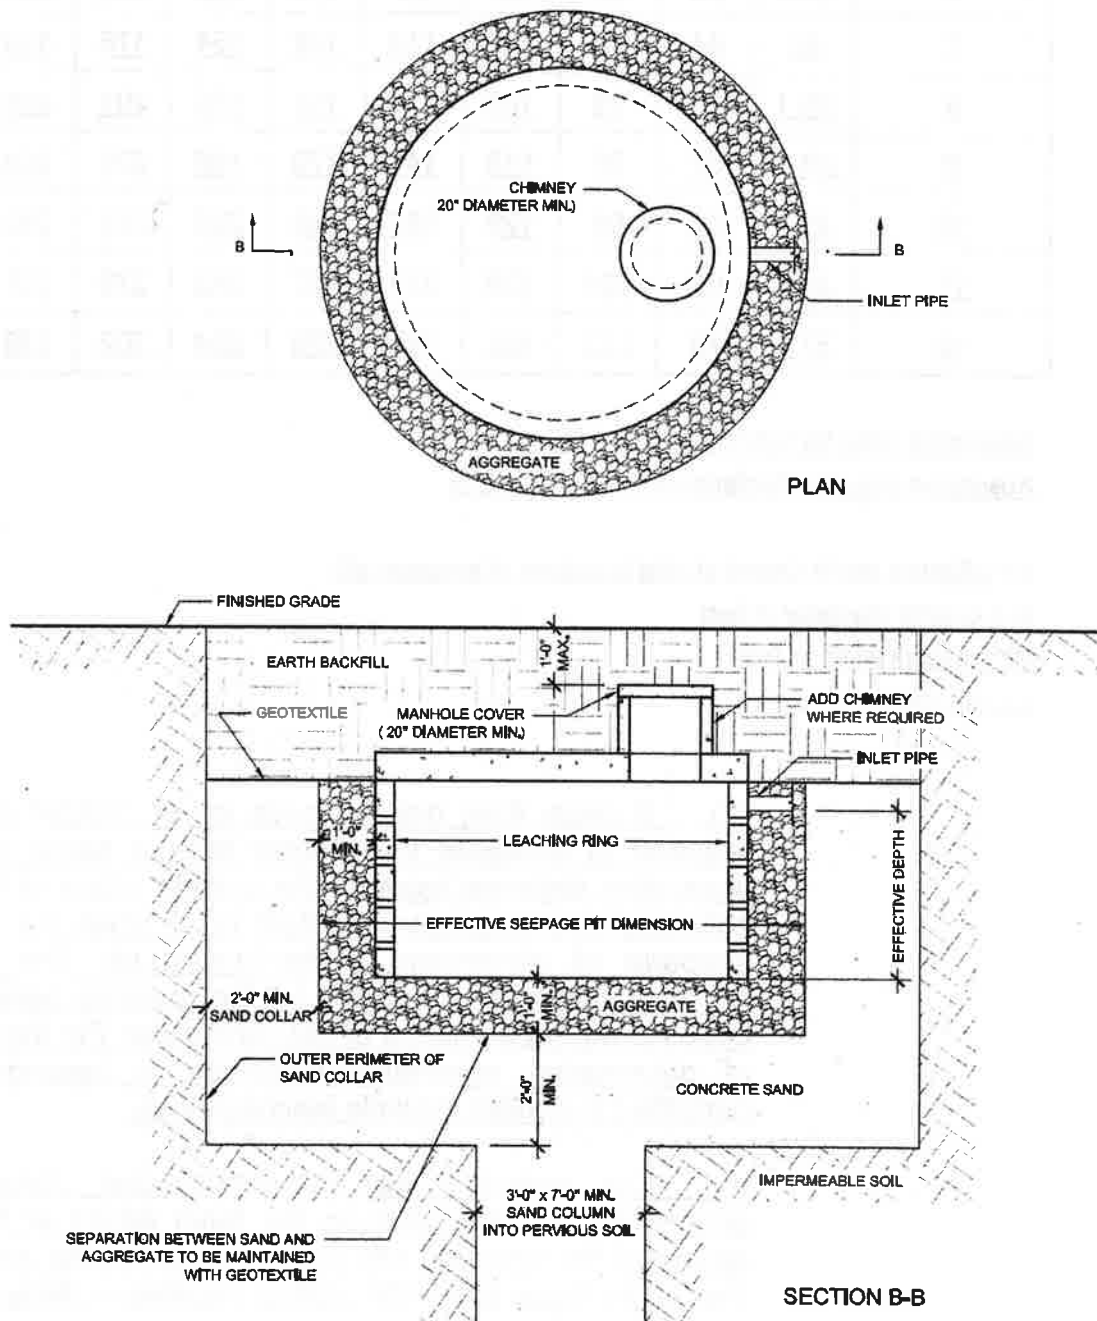 CHIMNEY
20" DIAMETER MIN.)
B
B
INLET PIPE
AGGREGATE
PLAN
FINISHED GRADE
EARTH BACKFILL
1'-0"
MAX.
GEOTEXTILE
MANHOLE COVER
( 20" DIAMETER MIN.)
ADD CHIMNEY
WHERE REQUIRED
INLET PIPE
1'-0"
MIN.
LEACHING RING
EFFECTIVE DEPTH
EFFECTIVE SEEPAGE PIT DIMENSION
2'-0" MIN.
SAND COLLAR
1'-0"
MIN.
AGGREGATE
OUTER PERIMETER OF
SAND COLLAR
2'-0"
MIN.
CONCRETE SAND
IMPERMEABLE SOIL
3'-0" x 7'-0" MIN.
SAND COLUMN
INTO PERVIOUS SOIL
SEPARATION BETWEEN SAND AND
AGGREGATE TO BE MAINTAINED
WITH GEOTEXTILE
SECTION B-B